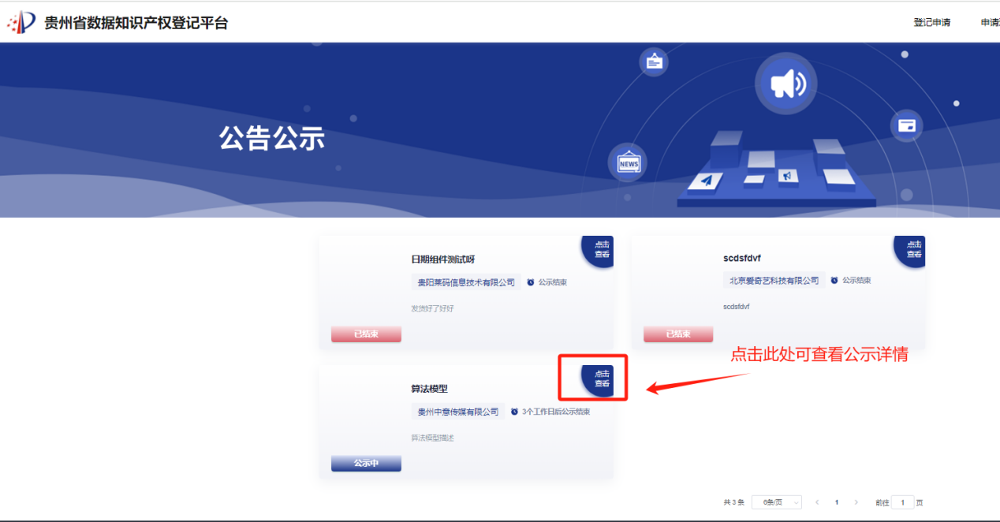 贵州省数据知识产权登记平台
登记申请
申请
公告公示
NEWS
点击
查看
日期组件测试呀
贵阳莱码信息技术有限公司 公示结束
发货好了好好
已结束
点击
查看
scdsfdvf
北京爱奇艺科技有限公司 公示结束
scdsfdvf
已结束
点击此处可查看公示详情
点击
查看
算法模型
贵州中意传媒有限公司 3个工作日后公示结束
算法模型描述
公示中
共 3 条 6条/页 1 前往 1 页